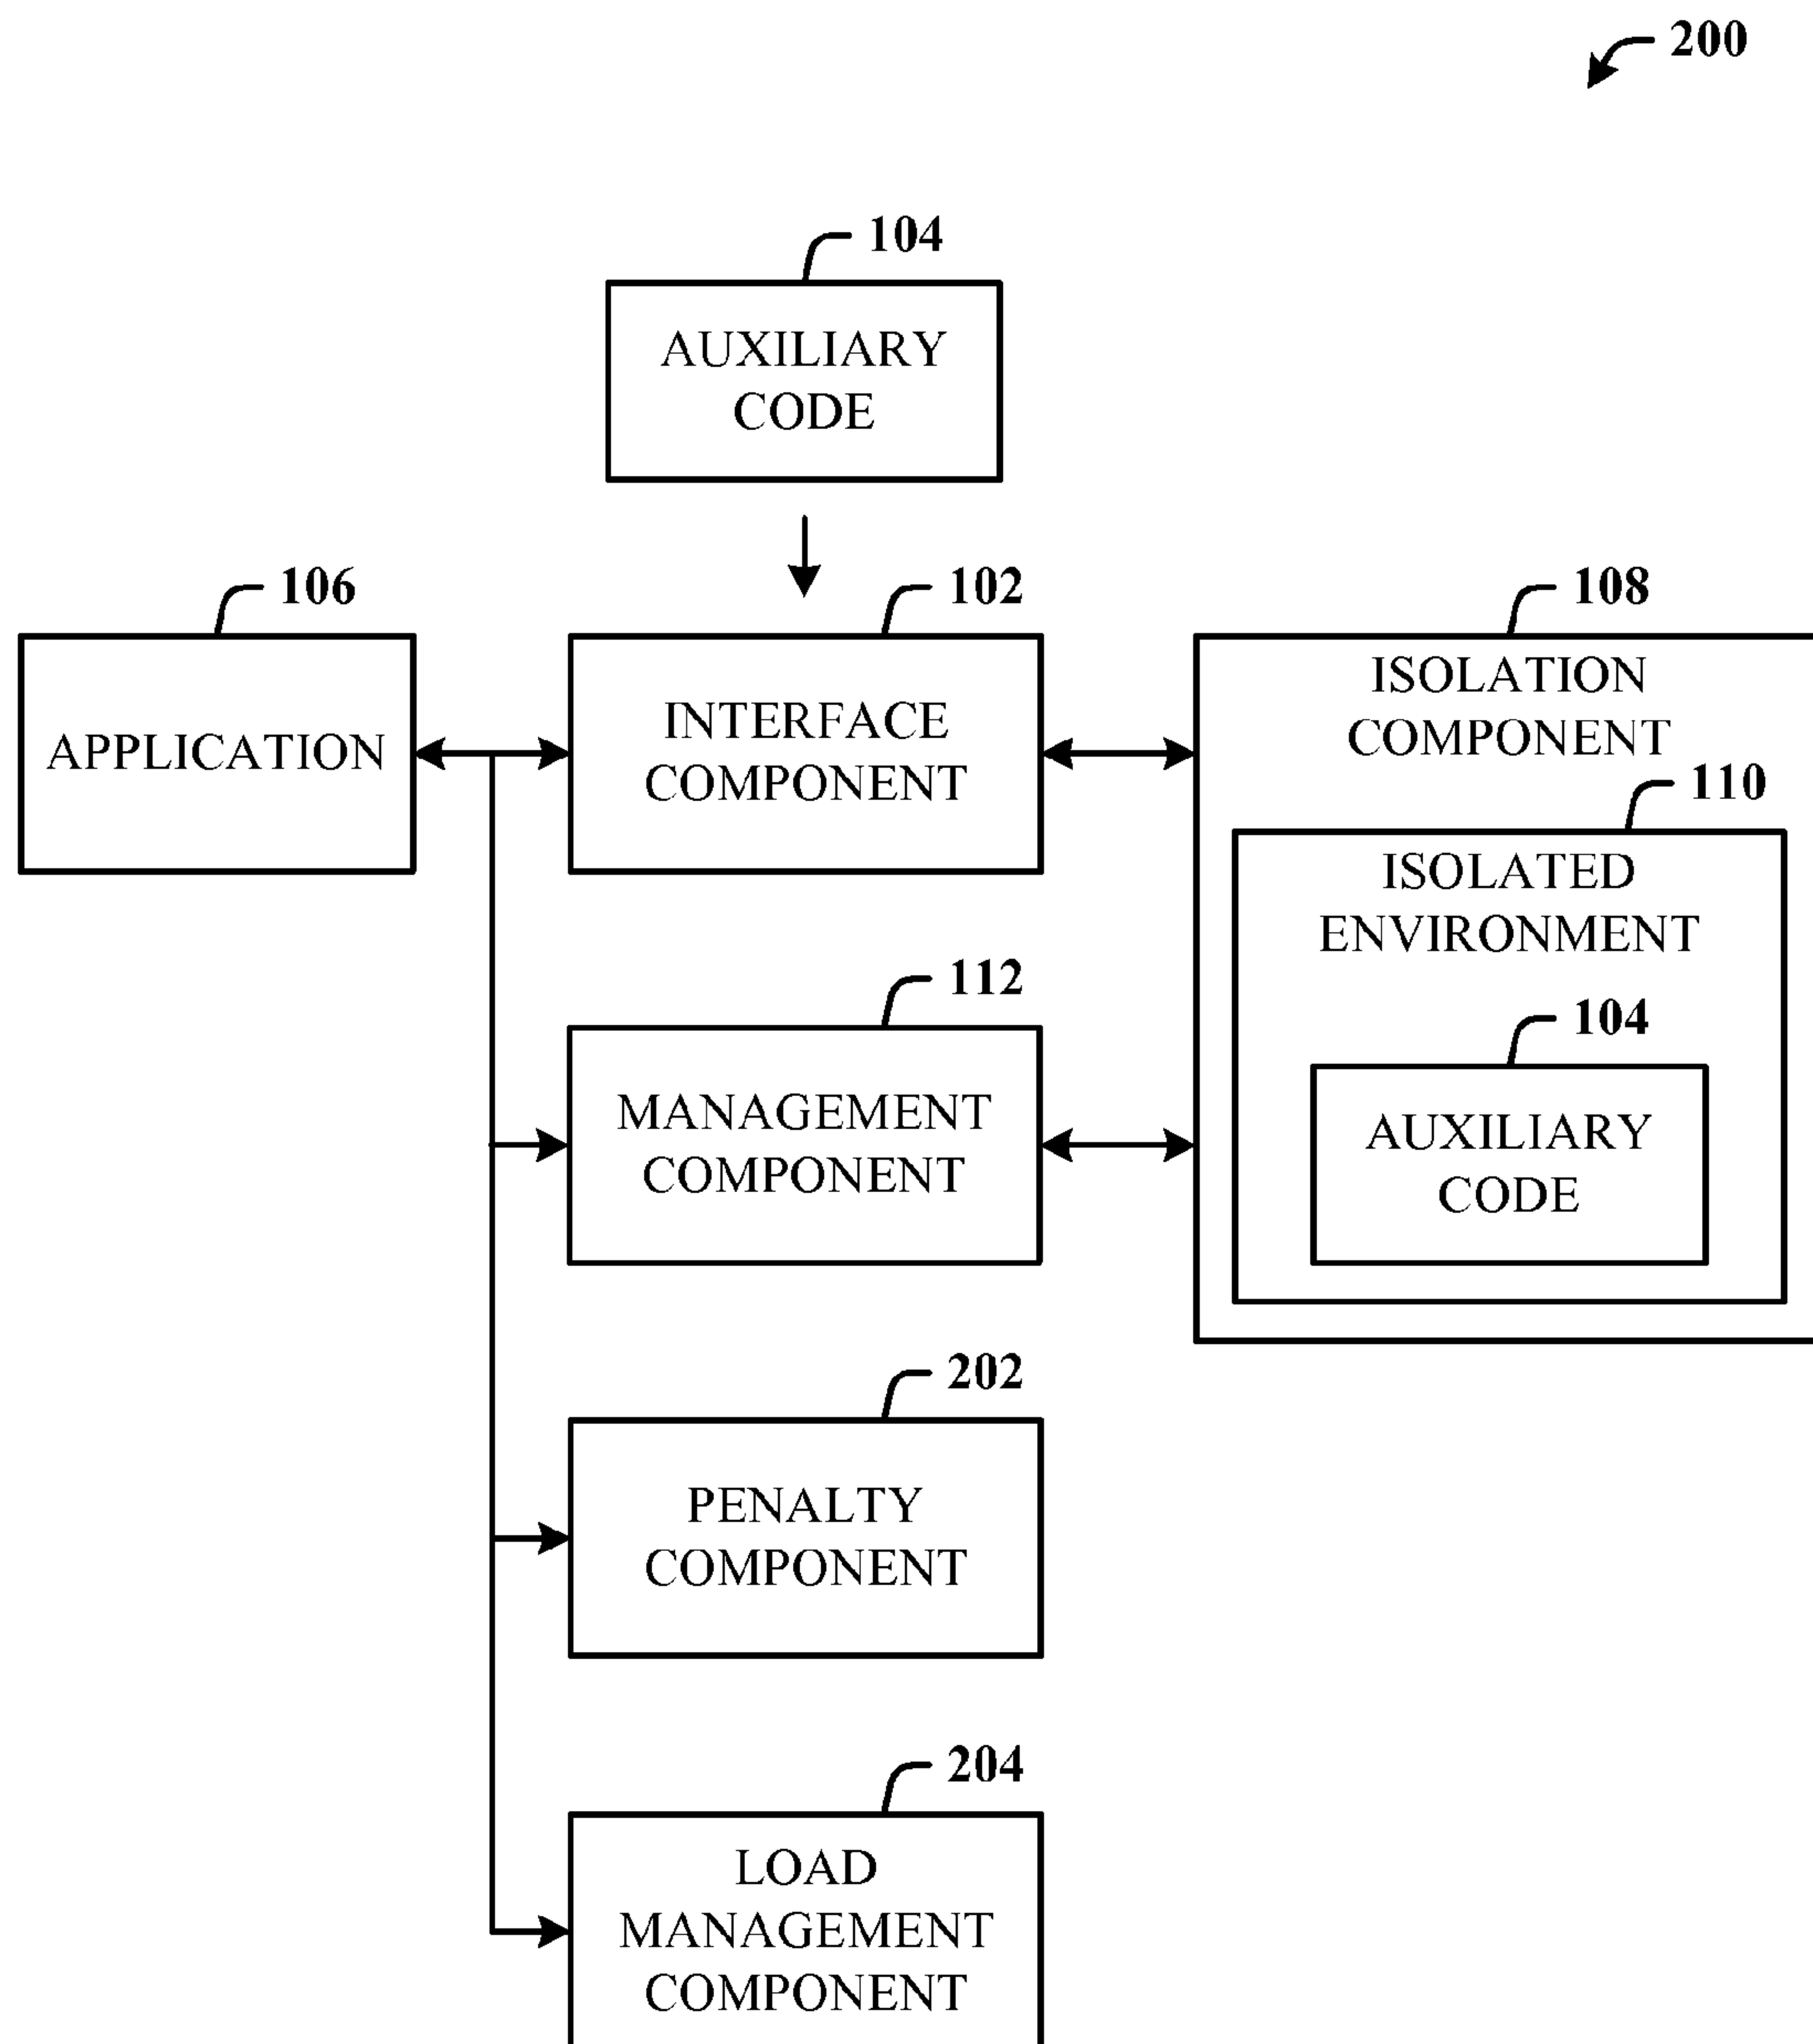 200
104
AUXILIARY
CODE
106
102
108
APPLICATION
INTERFACE
COMPONENT
ISOLATION
COMPONENT
110
ISOLATED
ENVIRONMENT
112
104
MANAGEMENT
COMPONENT
AUXILIARY
CODE
202
PENALTY
COMPONENT
204
LOAD
MANAGEMENT
COMPONENT